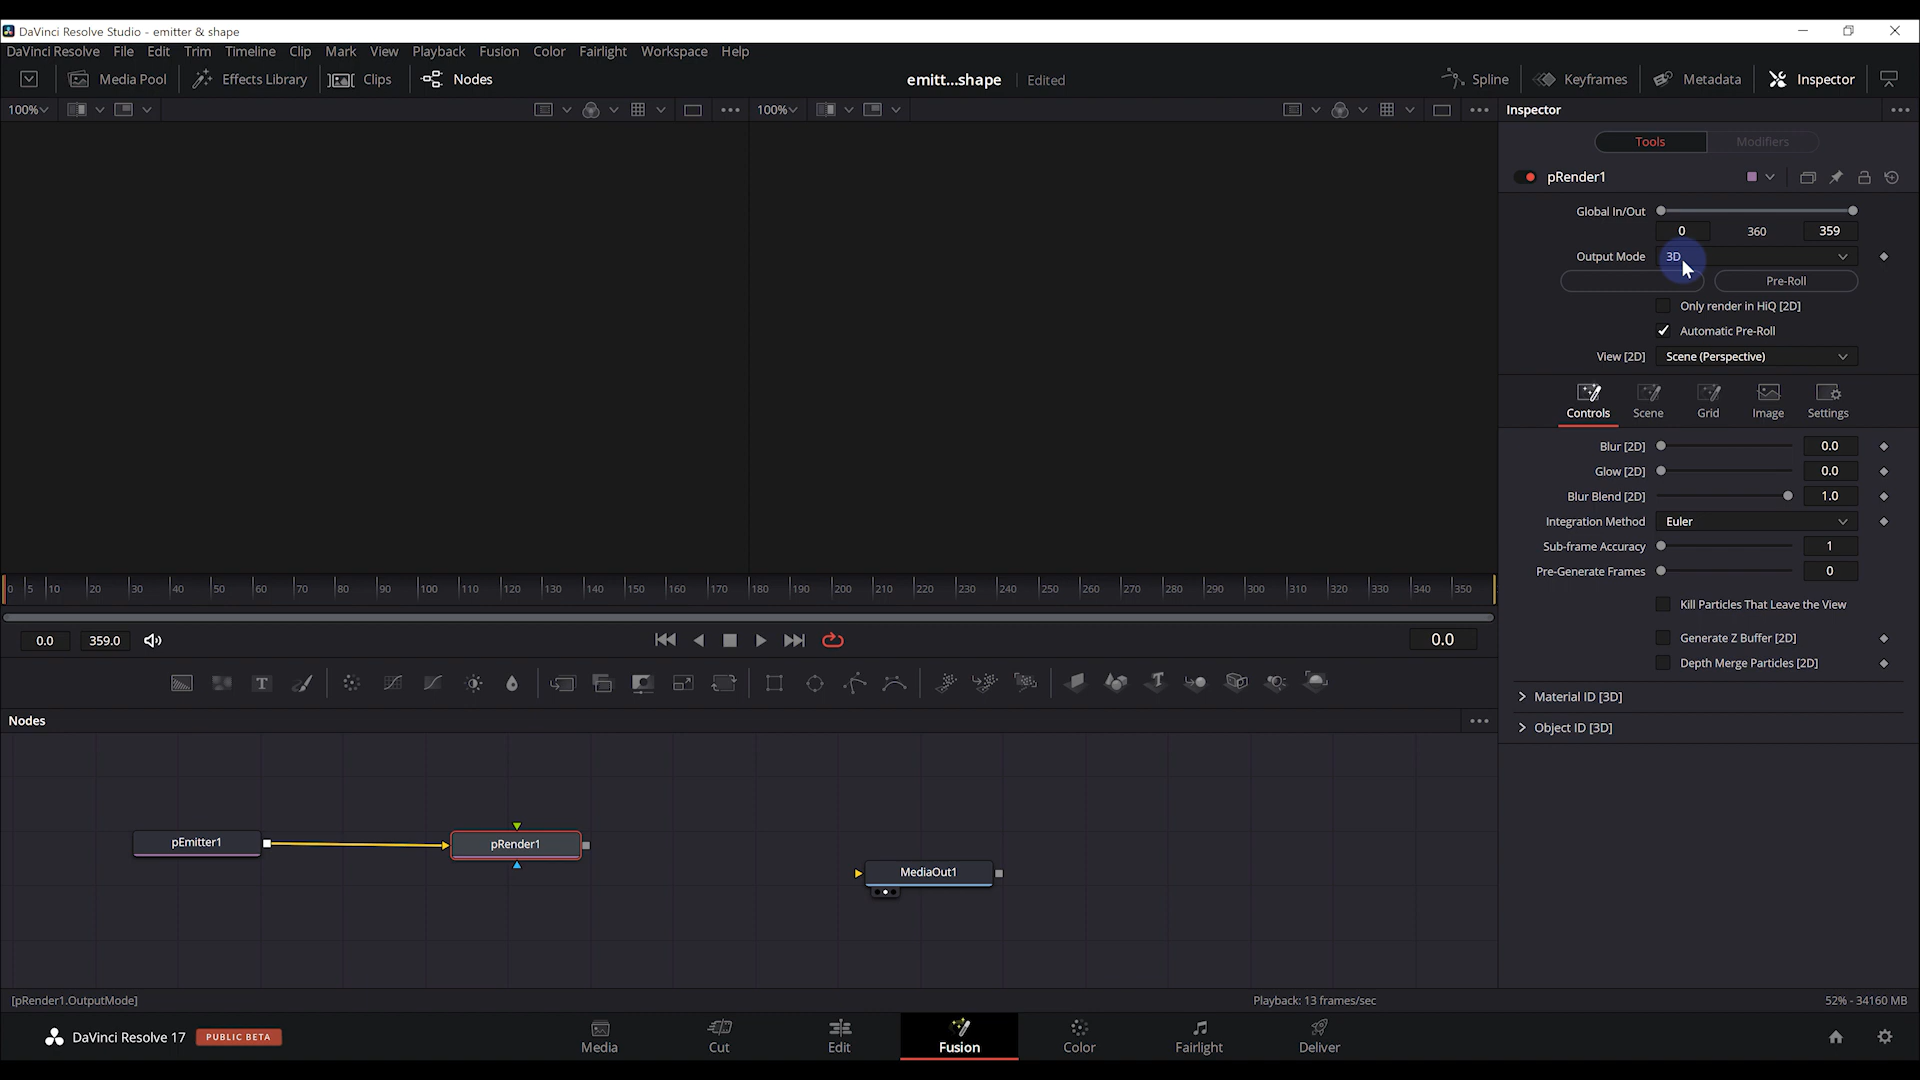 DaVinci Resolve Studio - emitter & shape
DaVinci Resolve File Edit Trim Timeline Clip Mark View Playback Fusion Color Fairlight Workspace Help
Media Pool Effects Library Clips Nodes emitt...shape Edited Spline Keyframes Metadata Inspector
100% 100% Inspector
Tools Modifiers
pRender1
Global In/Out
0 360 359
Output Mode 3D
Pre-Roll
Only render in HiQ [2D]
Automatic Pre-Roll
View [2D] Scene (Perspective)
Controls Scene Grid Image Settings
Blur [2D] 0.0
Glow [2D] 0.0
Blur Blend [2D] 1.0
Integration Method Euler
Sub-frame Accuracy 1
Pre-Generate Frames 0
Kill Particles That Leave the View
Generate Z Buffer [2D]
Depth Merge Particles [2D]
Material ID [3D]
Object ID [3D]
0 5 10 20 30 40 50 60 70 80 90 100 110 120 130 140 150 160 170 180 190 200 210 220 230 240 250 260 270 280 290 300 310 320 330 340 350
0.0 359.0 0.0
Nodes
pEmitter1 pRender1
MediaOut1
[pRender1.OutputMode] Playback: 13 frames/sec 52% - 34160 MB
DaVinci Resolve 17 PUBLIC BETA
Media Cut Edit Fusion Color Fairlight Deliver